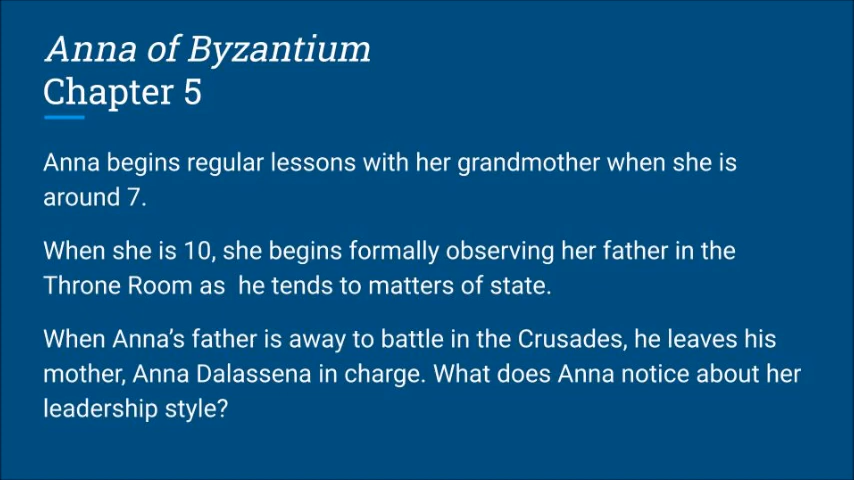 Anna of Byzantium
Chapter 5
Anna begins regular lessons with her grandmother when she is
around 7.
When she is 10, she begins formally observing her father in the
Throne Room as  he tends to matters of state.
When Anna’s father is away to battle in the Crusades, he leaves his
mother, Anna Dalassena in charge. What does Anna notice about her
leadership style?